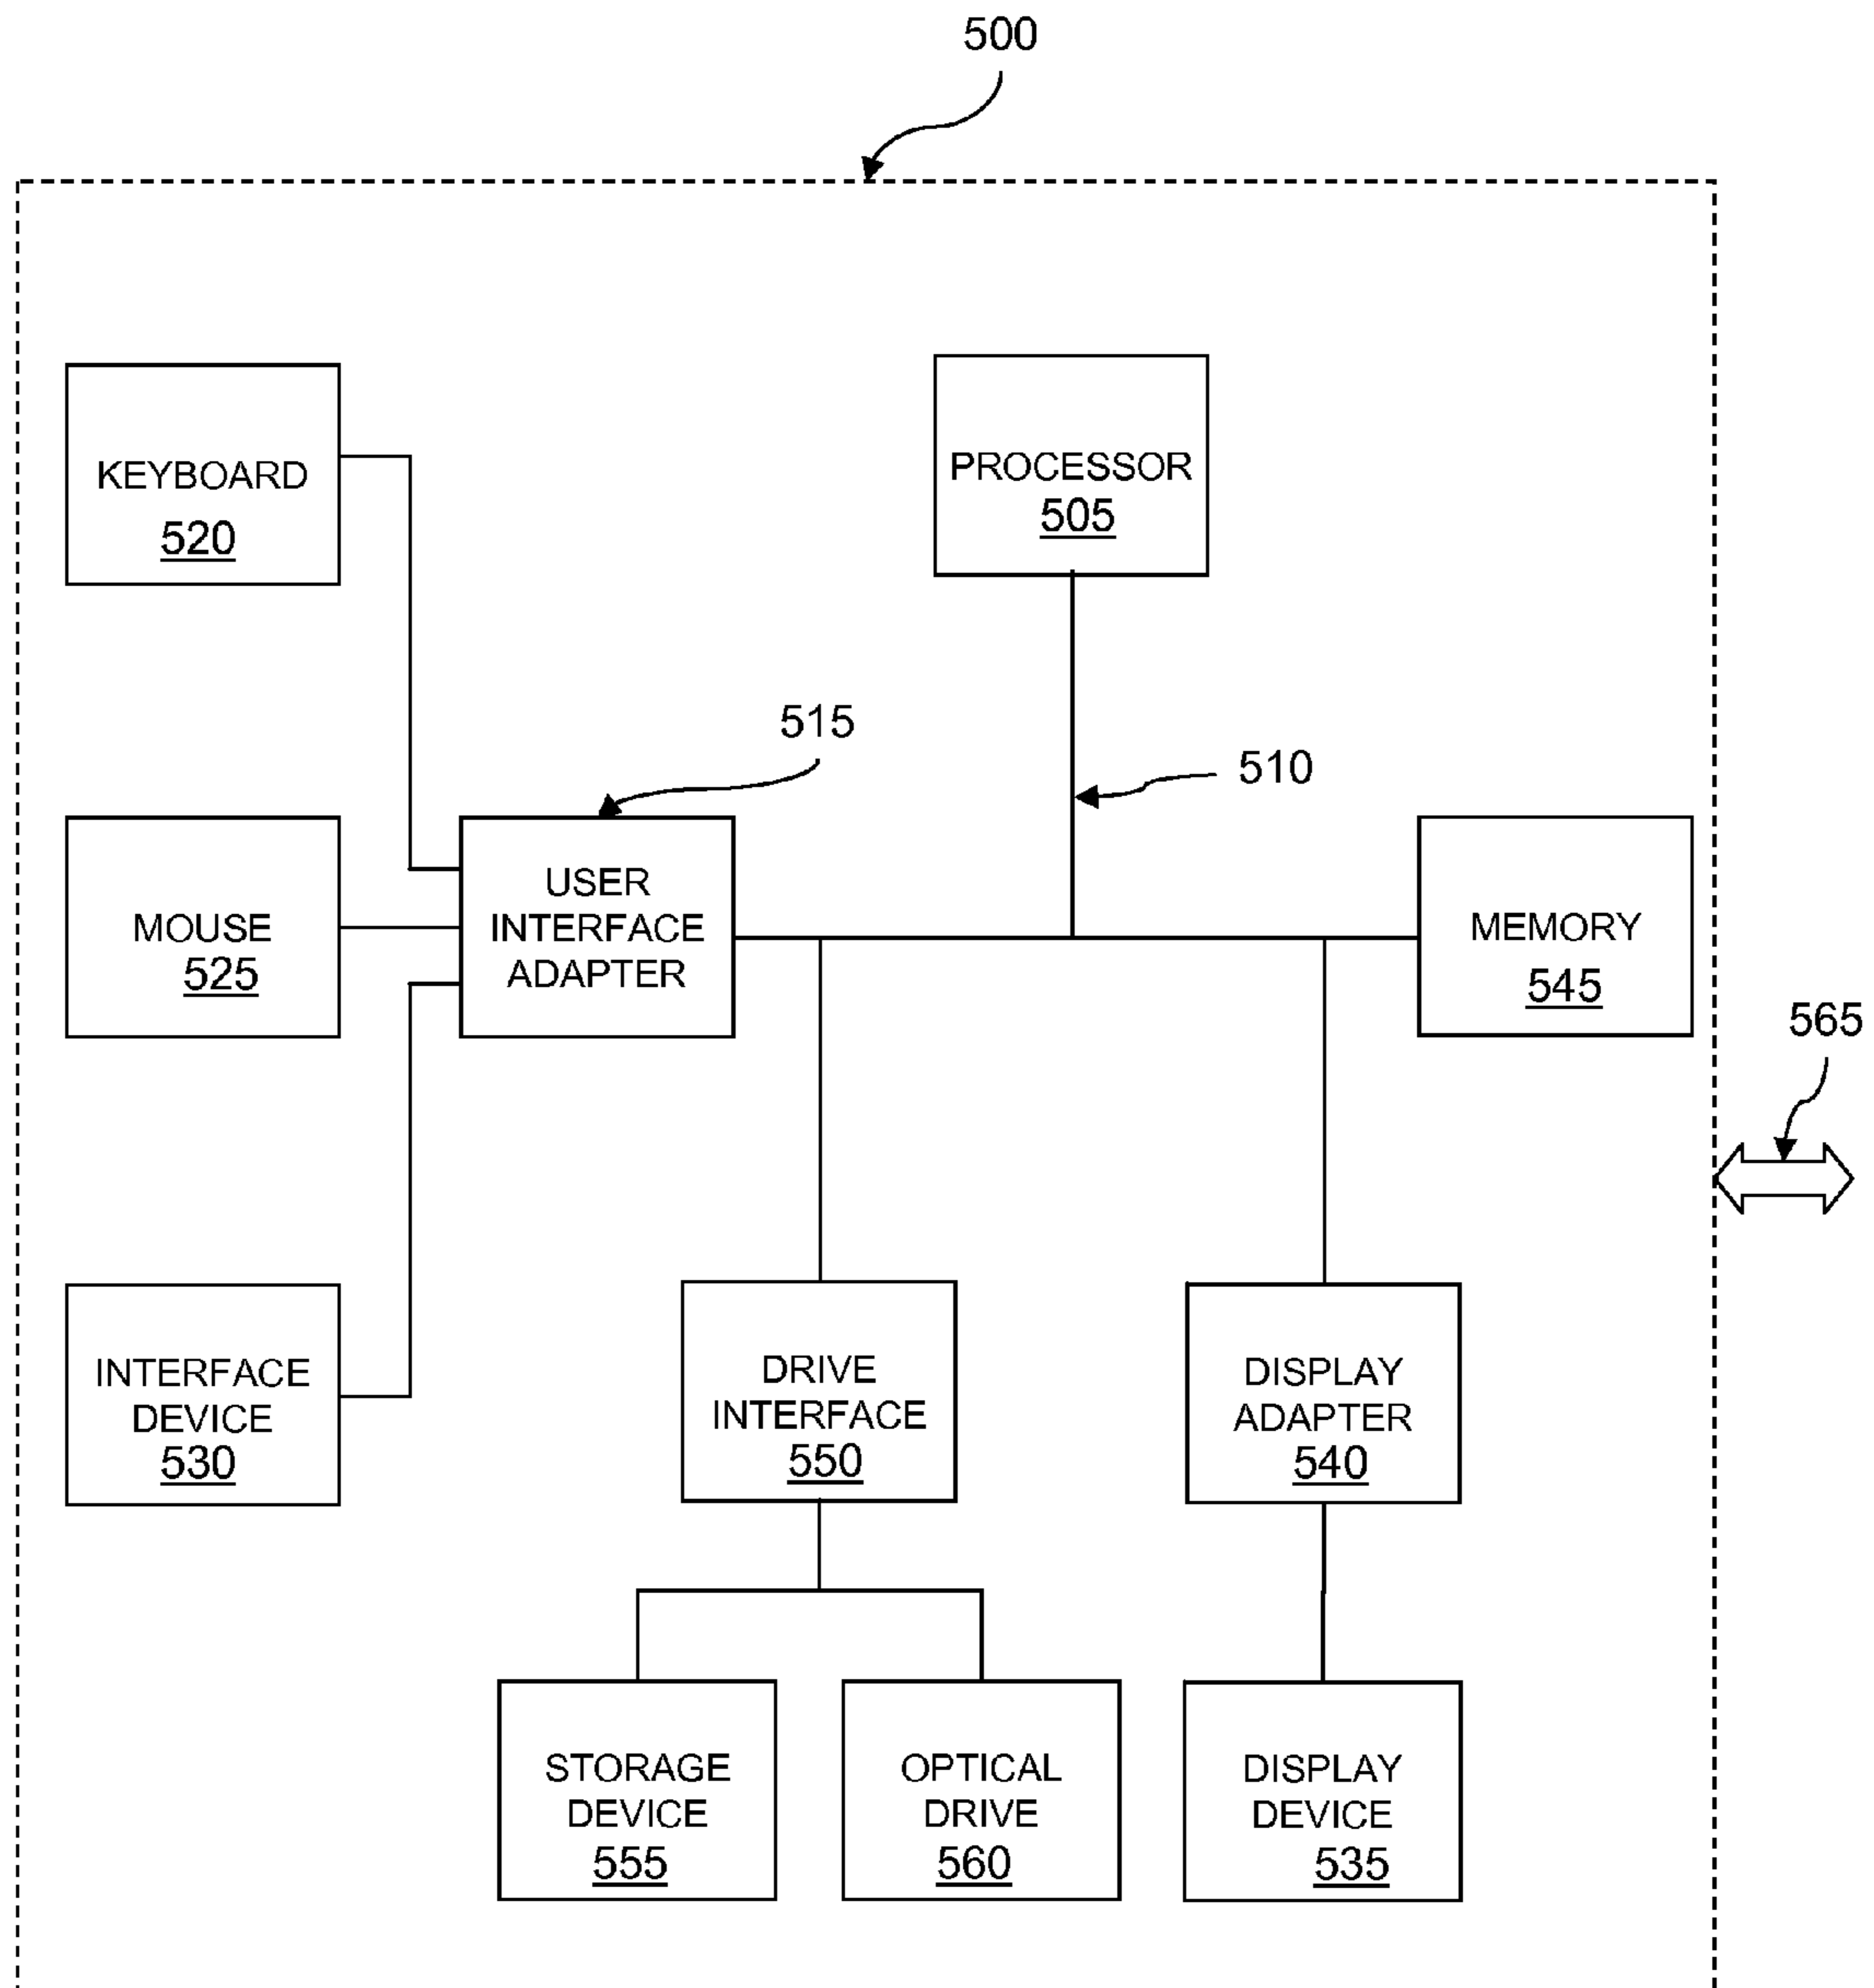 500
KEYBOARD
520
PROCESSOR
505
515
510
MOUSE
525
USER
INTERFACE
ADAPTER
MEMORY
545
565
INTERFACE
DEVICE
530
DRIVE
INTERFACE
550
DISPLAY
ADAPTER
540
STORAGE
DEVICE
555
OPTICAL
DRIVE
560
DISPLAY
DEVICE
535